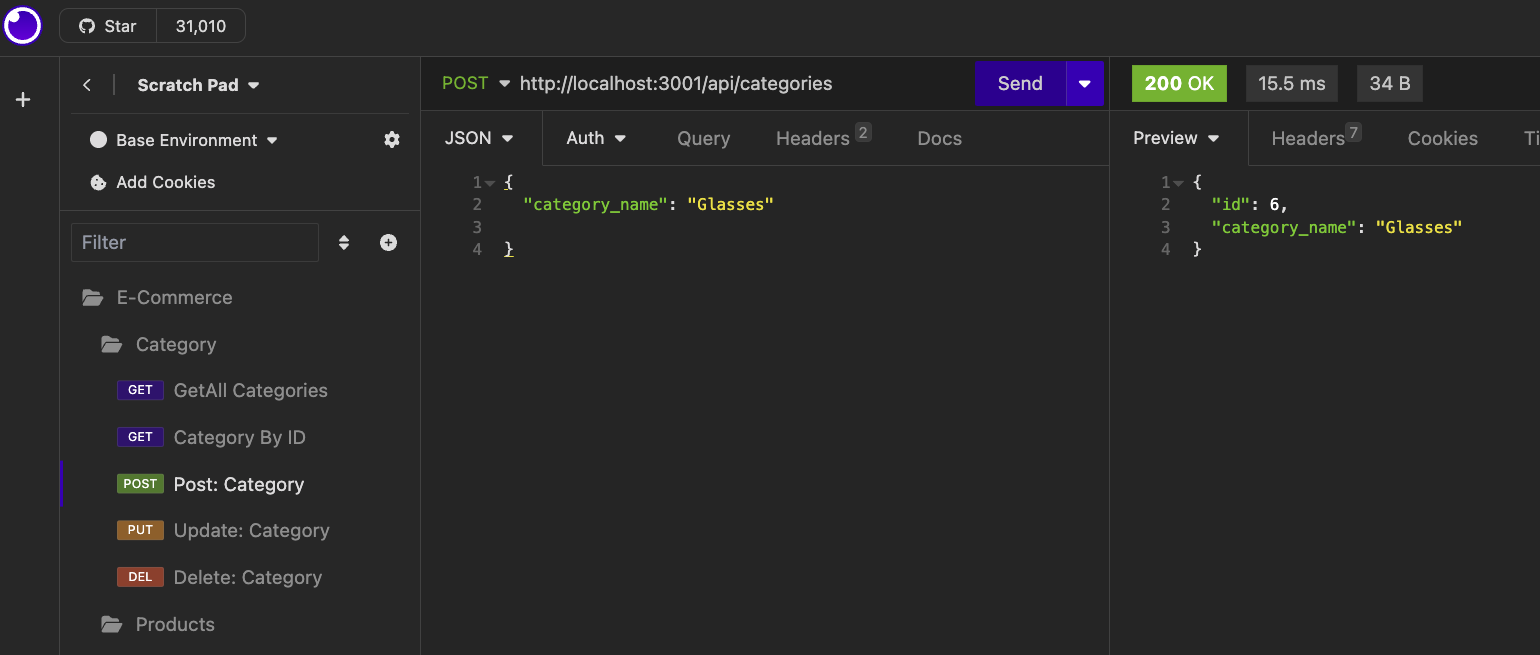 Star 31,010
Scratch Pad
Base Environment
Add Cookies
Filter
E-Commerce
Category
GET GetAll Categories
GET Category By ID
POST Post: Category
PUT Update: Category
DEL Delete: Category
Products
POST http://localhost:3001/api/categories Send
JSON Auth Query Headers 2 Docs
1 {
2 "category_name": "Glasses"
3
4 }
200 OK 15.5 ms 34 B
Preview Headers 7 Cookies Ti
1 {
2 "id": 6,
3 "category_name": "Glasses"
4 }